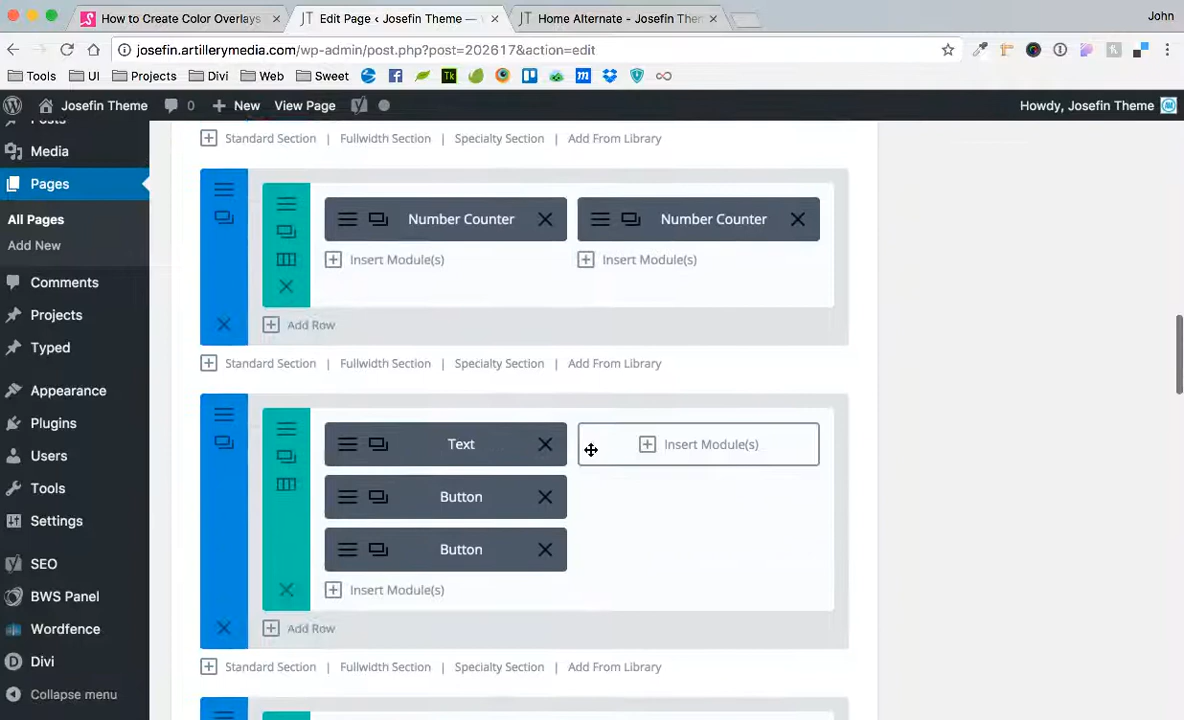 How to Create Color Overlays
Edit Page ‹ Josefin Theme —
Home Alternate - Josefin Ther
John
josefin.artillerymedia.com/wp-admin/post.php?post=202617&action=edit
Tools UI Projects Divi Web Sweet Tk
Josefin Theme 0 New View Page
Howdy, Josefin Theme
Posts
Media
Pages
All Pages
Add New
Comments
Projects
Typed
Appearance
Plugins
Users
Tools
Settings
SEO
BWS Panel
Wordfence
Divi
Collapse menu
Standard Section | Fullwidth Section | Specialty Section | Add From Library
Number Counter
Number Counter
Insert Module(s)
Insert Module(s)
Add Row
Standard Section | Fullwidth Section | Specialty Section | Add From Library
Text
Insert Module(s)
Button
Button
Insert Module(s)
Add Row
Standard Section | Fullwidth Section | Specialty Section | Add From Library